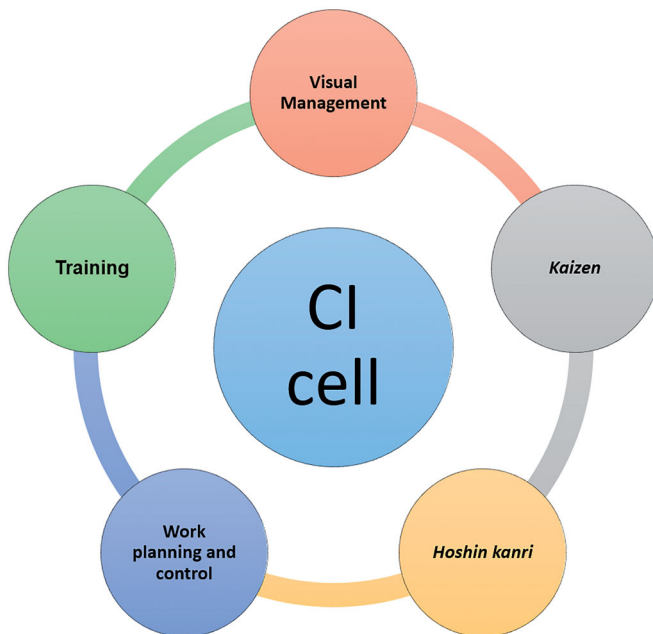 Visual
Management
Kaizen
Hoshin kanri
Work
planning and
control
Training
CI
cell